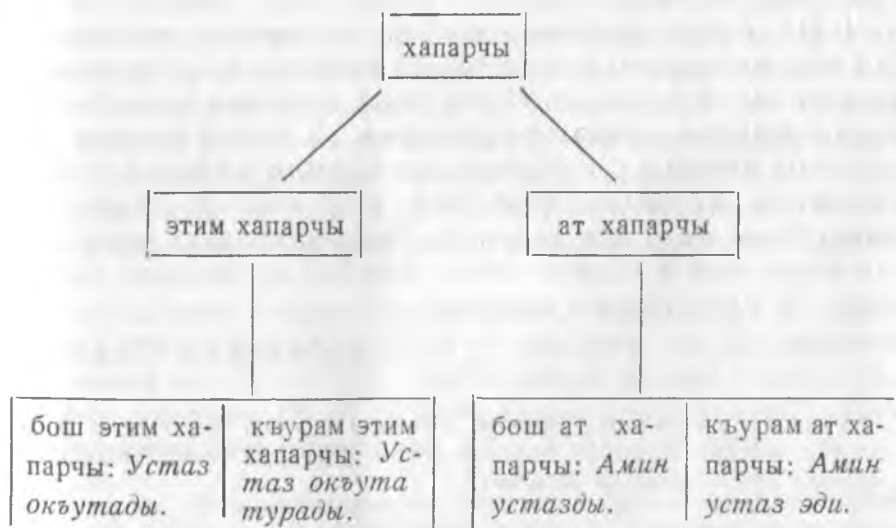 хапарчы
этим хапарчы
ат хапарчы
бош этим ха-
парчы: Устаз
окъутады.
къурам этим
хапарчы: Ус-
таз окъута
турады.
бош ат ха-
парчы: Амин
устазды.
къурам ат ха-
парчы: Амин
устаз эди.